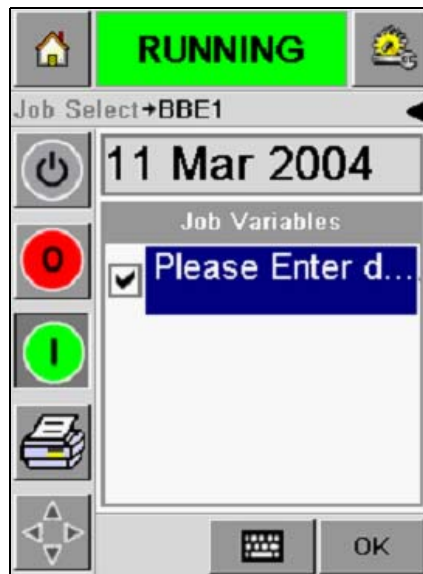 RUNNING
Job Select→BBE1
11 Mar 2004
Job Variables
Please Enter d....
OK